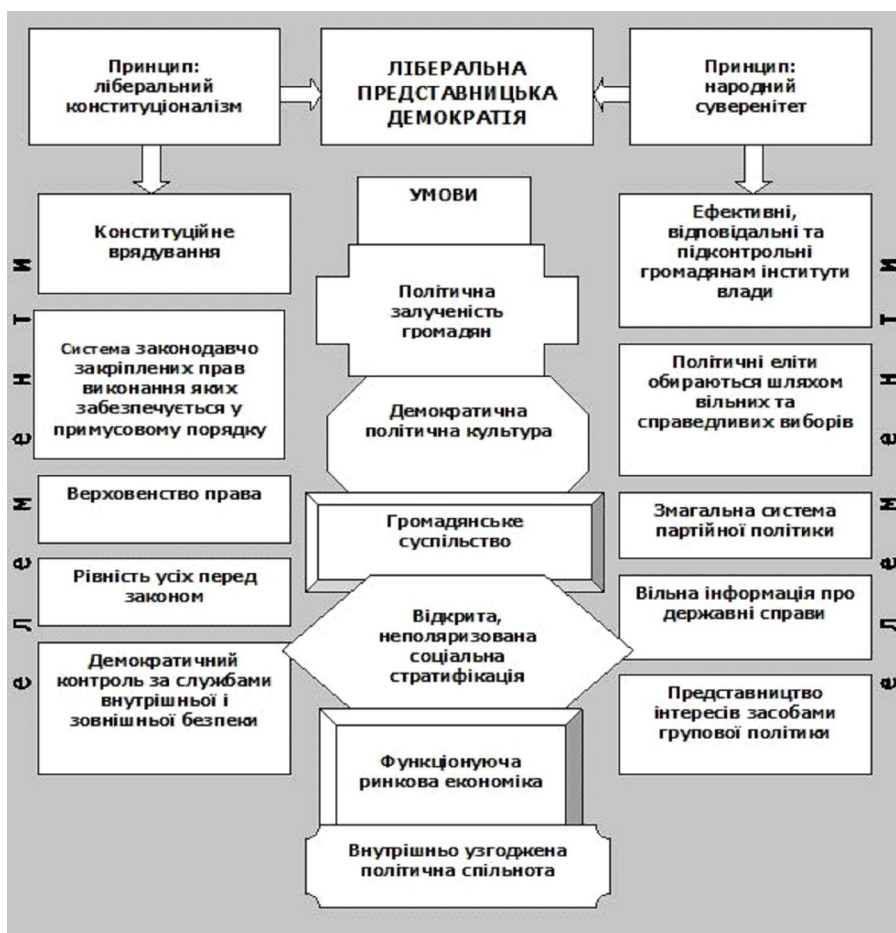 Принцип:
ліберальний
конституціоналізм
ЛІБЕРАЛЬНА
ПРЕДСТАВНИЦЬКА
ДЕМОКРАТІЯ
Принцип:
народний
суверенітет
елементи
Конституційне
врядування
Система законодавчо
закріплених прав
виконання яких
забезпечується у
примусовому порядку
Верховенство права
Рівність усіх перед
законом
Демократичний
контроль за службами
внутрішньої і
зовнішньої безпеки
УМОВИ
Політична
залученість
громадян
Демократична
політична культура
Громадянське
суспільство
Відкрита,
неполяризована
соціальна
стратифікація
Функціонуюча
ринкова економіка
Внутрішньо узгоджена
політична спільнота
Ефективні,
відповідальні та
підконтрольні
громадянам інститути
влади
Політичні еліти
обираються шляхом
вільних та
справедливих виборів
Змагальна система
партійної політики
Вільна інформація про
державні справи
Представництво
інтересів засобами
групової політики
елементи